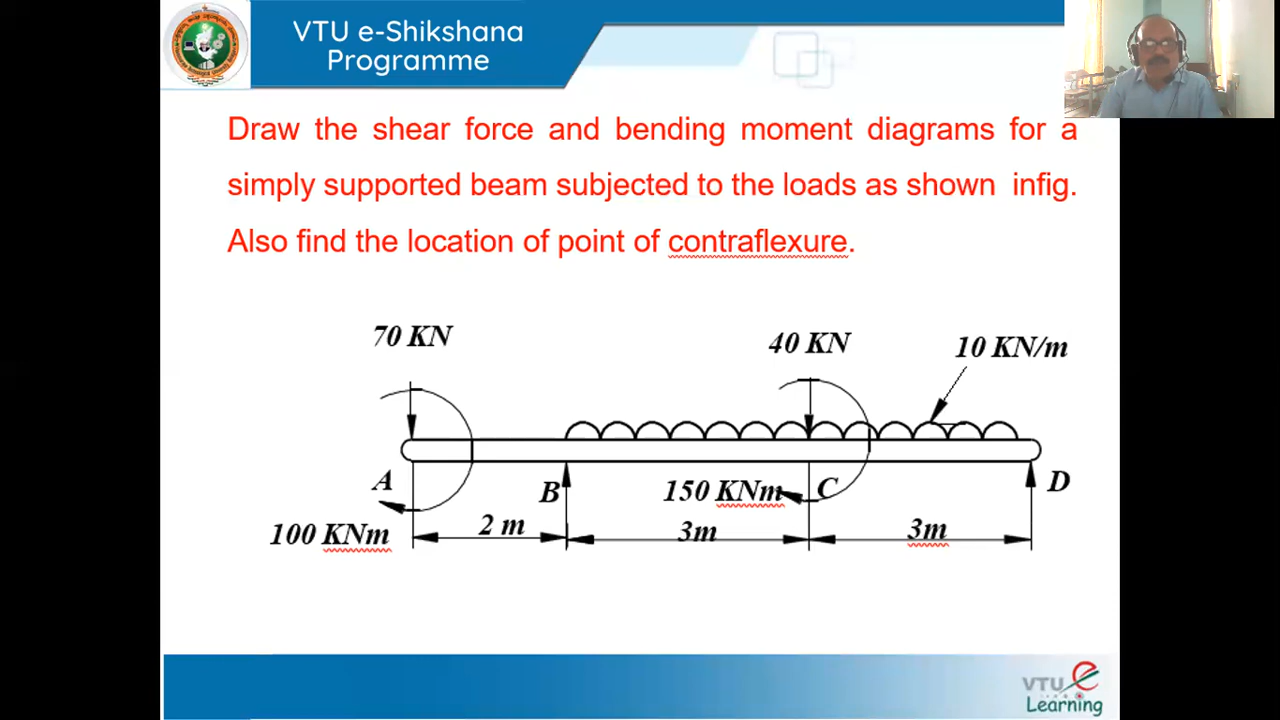 VTU e-Shikshana
Programme
Draw the shear force and bending moment diagrams for a
simply supported beam subjected to the loads as shown infig.
Also find the location of point of contraflexure.
70 KN
40 KN
10 KN/m
A
B
150 KNm
C
D
100 KNm
2 m
3m
3m
VTU e
Learning